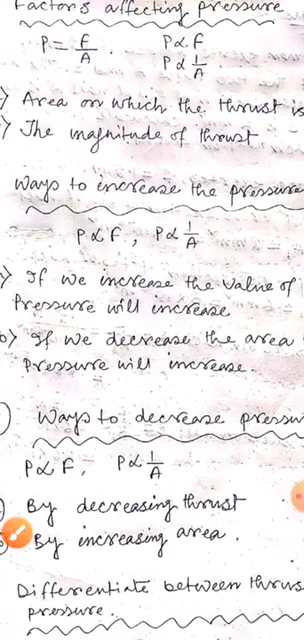 Factors affecting pressure
P = F/A . P ∝ F
P ∝ 1/A .
> Area on which the thrust is
> The magnitude of thrust
Ways to increase the pressure
P ∝ F , P ∝ 1/A
> If we increase the value of
Pressure will increase
b> If we decrease the area
Pressure will increase.
Ways to decrease pressu
P ∝ F, P ∝ 1/A
By decreasing thrust
By increasing area .
Differentiate between thrus
pressure .